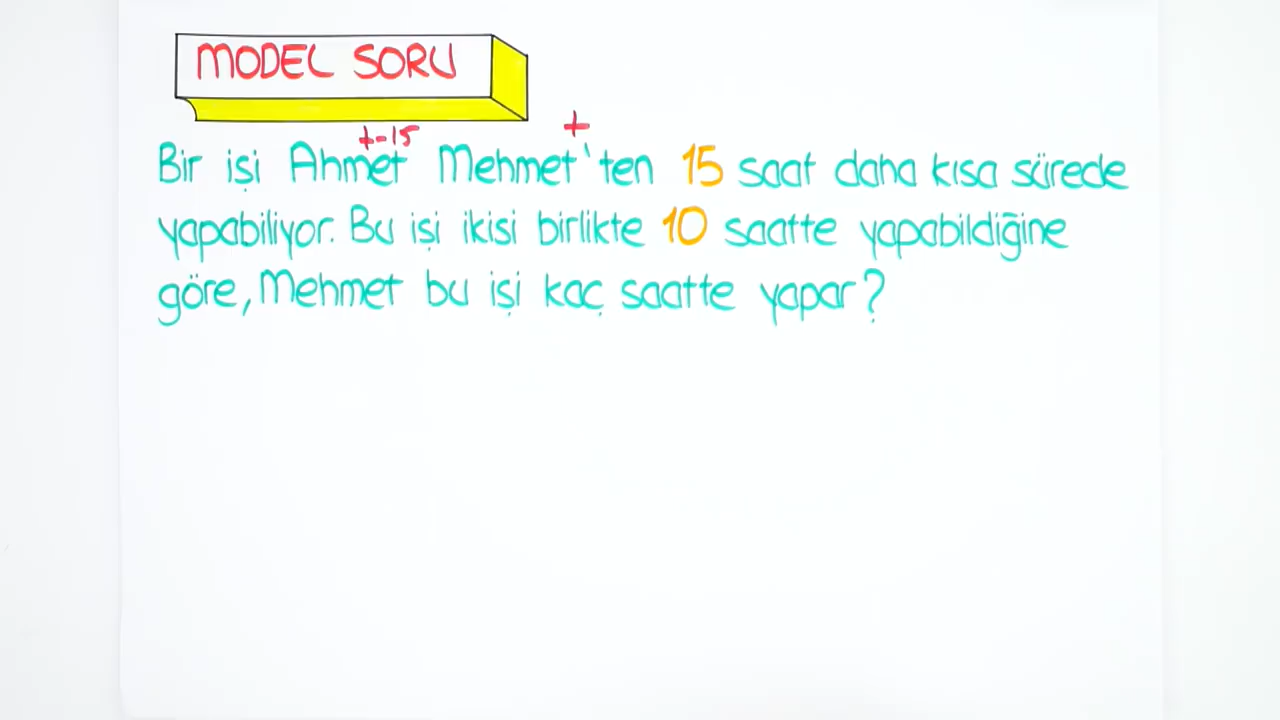 MODEL SORU
t-15 t
Bir işi Ahmet Mehmet'ten 15 saat daha kısa sürede
yapabiliyor. Bu işi ikisi birlikte 10 saatte yapabildiğine
göre, Mehmet bu işi kaç saatte yapar?